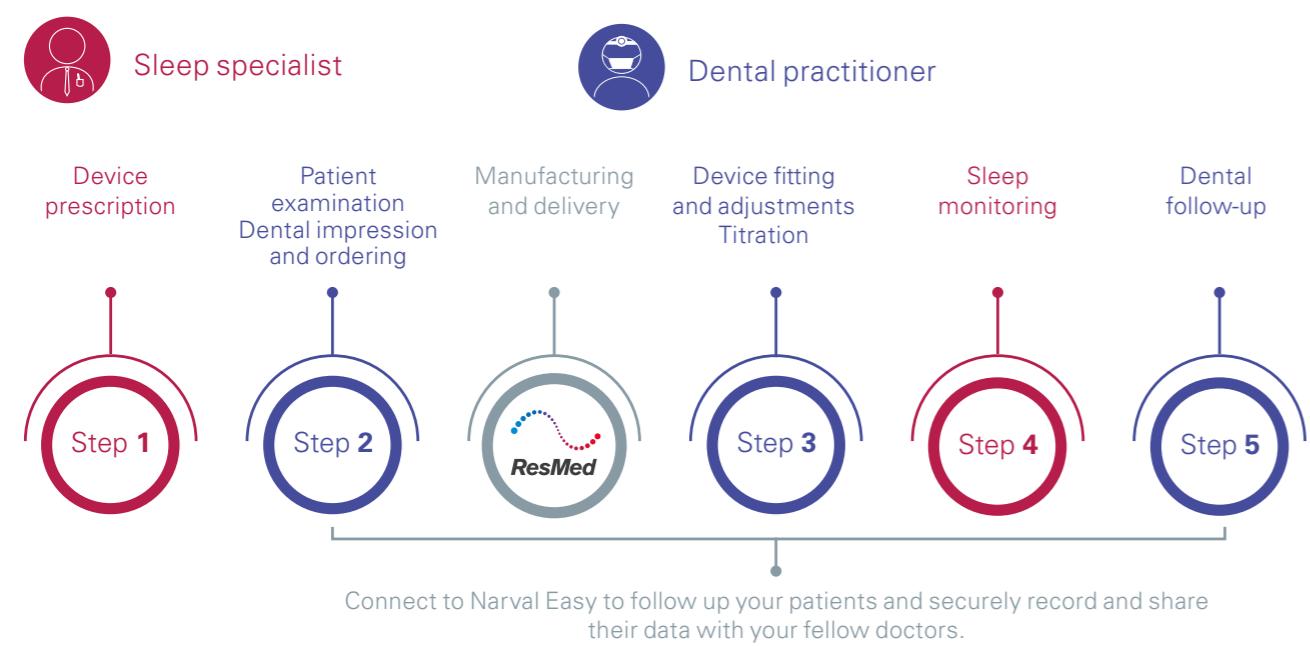 Sleep specialist
Dental practitioner
Device
prescription
Patient
examination
Dental impression
and ordering
Manufacturing
and delivery
Device fitting
and adjustments
Titration
Sleep
monitoring
Dental
follow-up
Step 1
Step 2
ResMed
Step 3
Step 4
Step 5
Connect to Narval Easy to follow up your patients and securely record and share
their data with your fellow doctors.